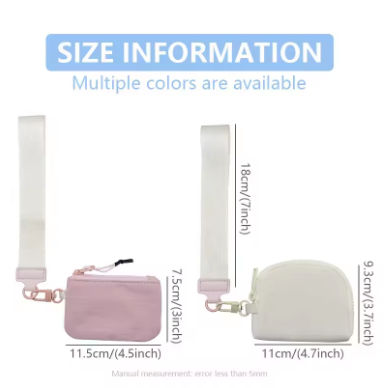 SIZE INFORMATION
Multiple colors are available
18cm/(7inch)
7.5cm/(3inch)
9.3cm/(3.7inch)
11.5cm/(4.5inch)
11cm/(4.7inch)
Manual measurement: error less than 5mm